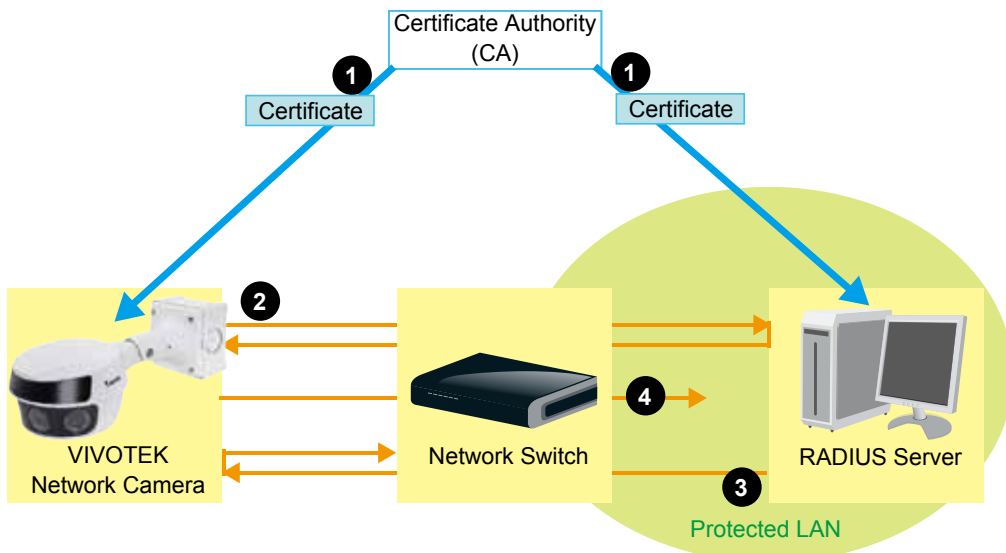 Certificate Authority
(CA)
1
1
Certificate
Certificate
2
4
VIVOTEK
Network Camera
Network Switch
RADIUS Server
3
Protected LAN